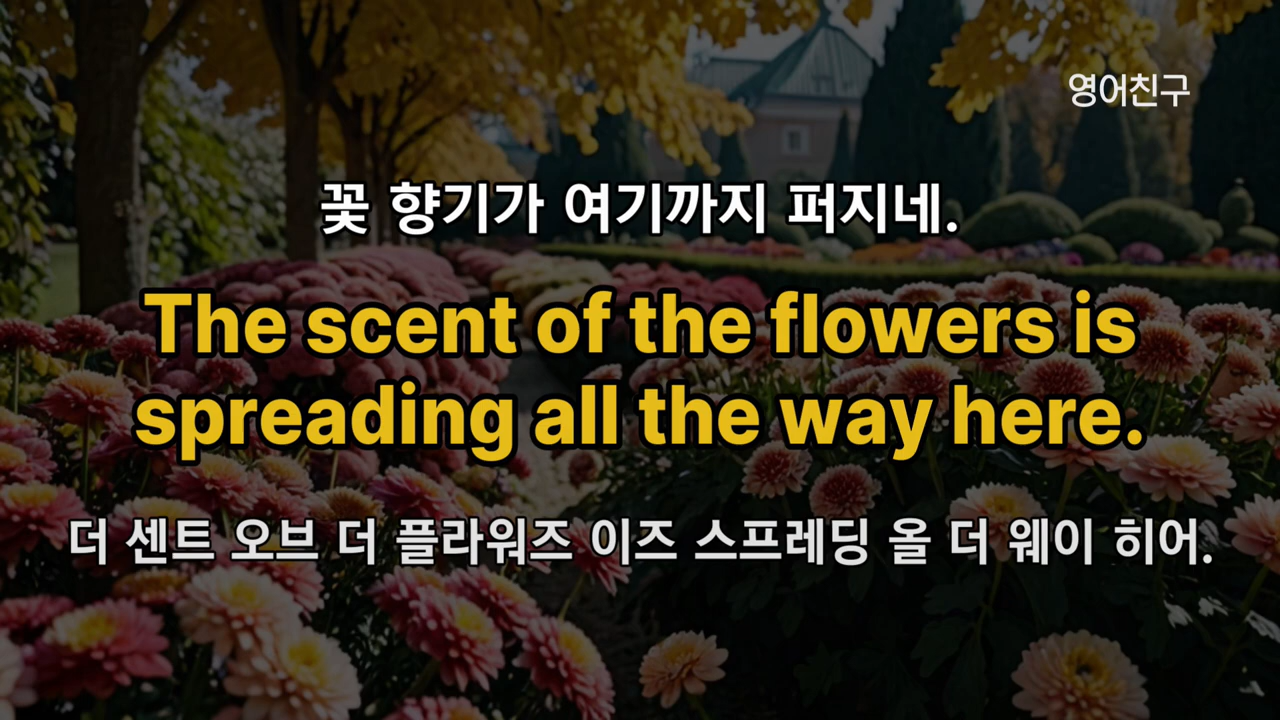 영어친구
꽃 향기가 여기까지 퍼지네.
The scent of the flowers is
spreading all the way here.
더 센트 오브 더 플라워즈 이즈 스프레딩 올 더 웨이 히어.